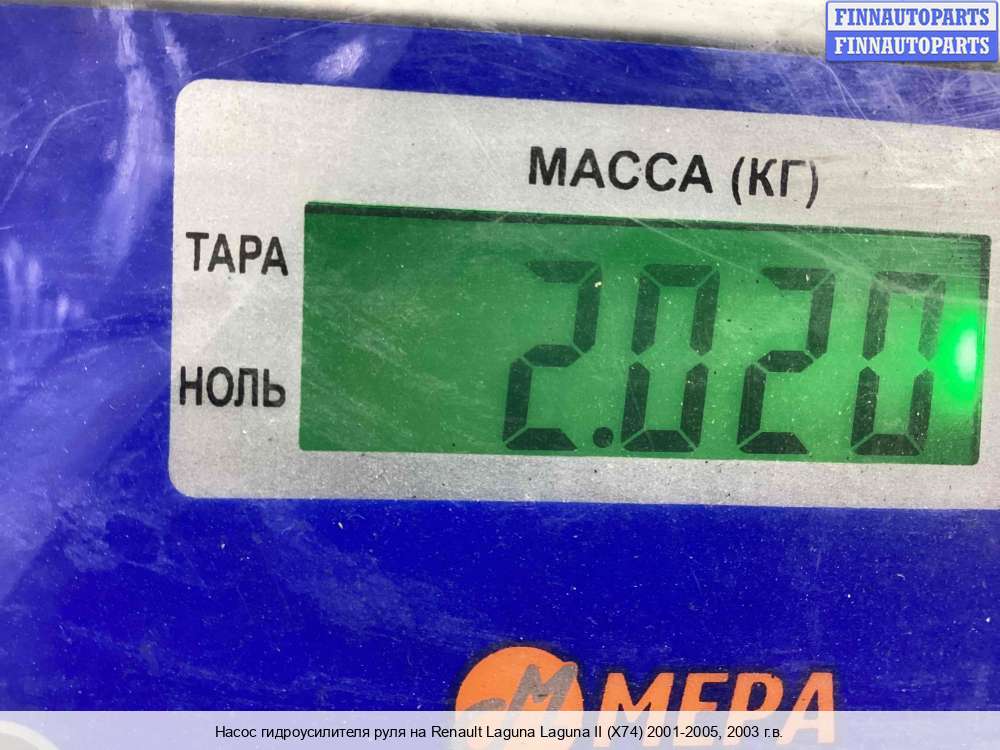 FINNAUTOPARTS
FINNAUTOPARTS
МАССА (КГ)
ТАРА
2.020
НОЛЬ
М МЕРА
Насос гидроусилителя руля на Renault Laguna Laguna II (X74) 2001-2005, 2003 г.в.